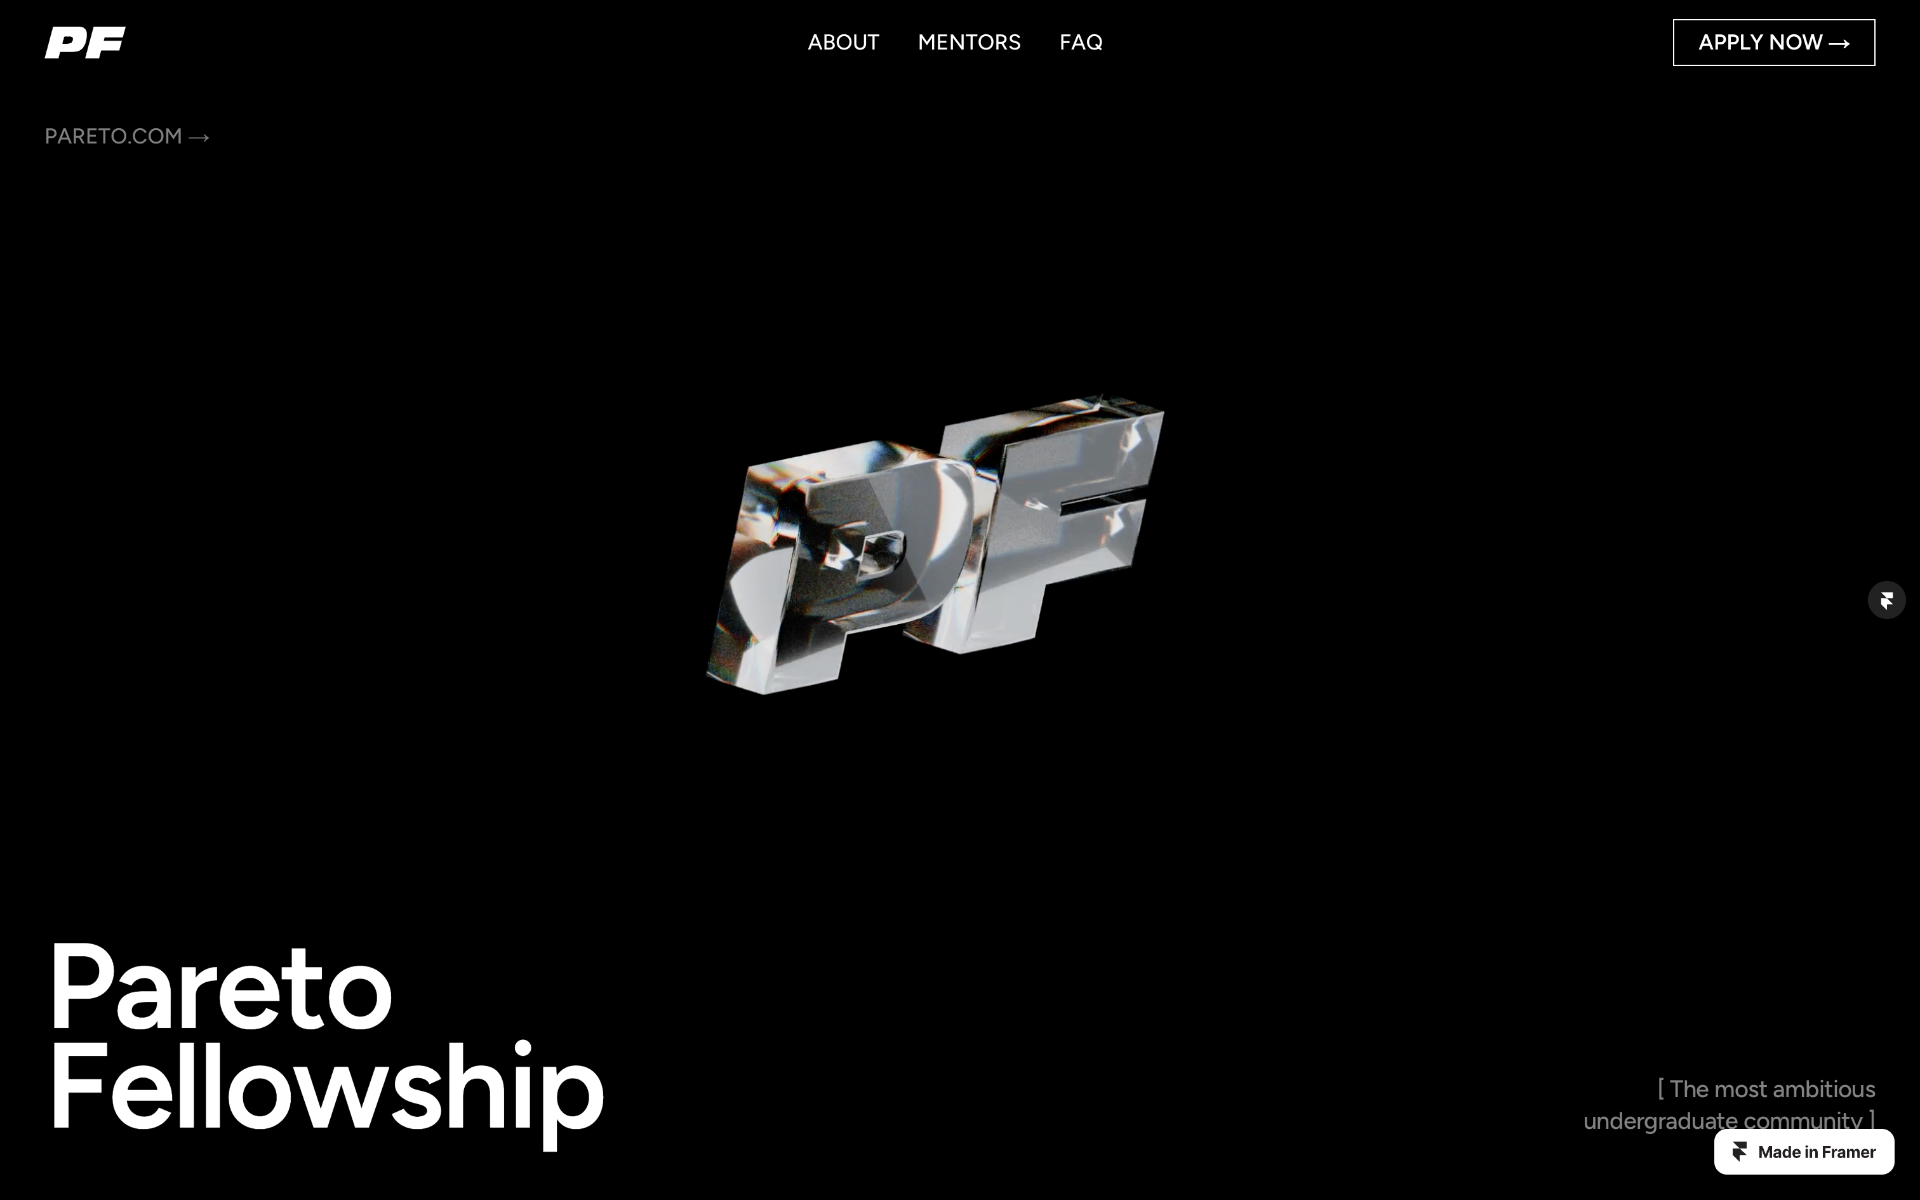 PF
ABOUT MENTORS FAQ
APPLY NOW →
PARETO.COM →
PF
Pareto
Fellowship
[ The most ambitious
undergraduate community ]
Made in Framer